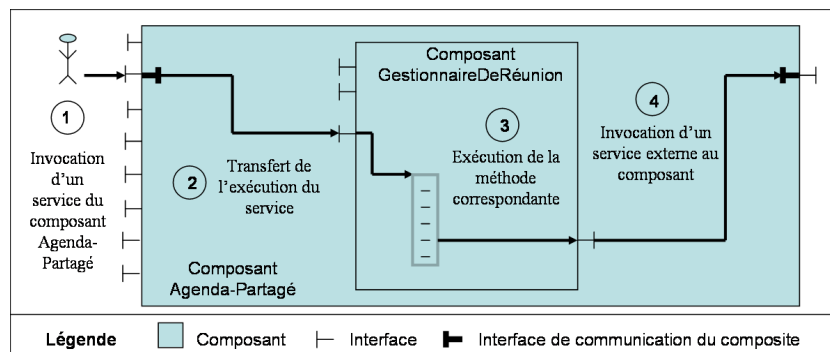 Composant
GestionnaireDeRéunion
1
Invocation
d'un
service du
composant
Agenda-
Partagé
2
Transfert de
l'exécution du
service
3
Exécution de la
méthode
correspondante
4
Invocation d'un
service externe au
composant
Composant
Agenda-Partagé
Légende
Composant
Interface
Interface de communication du composite